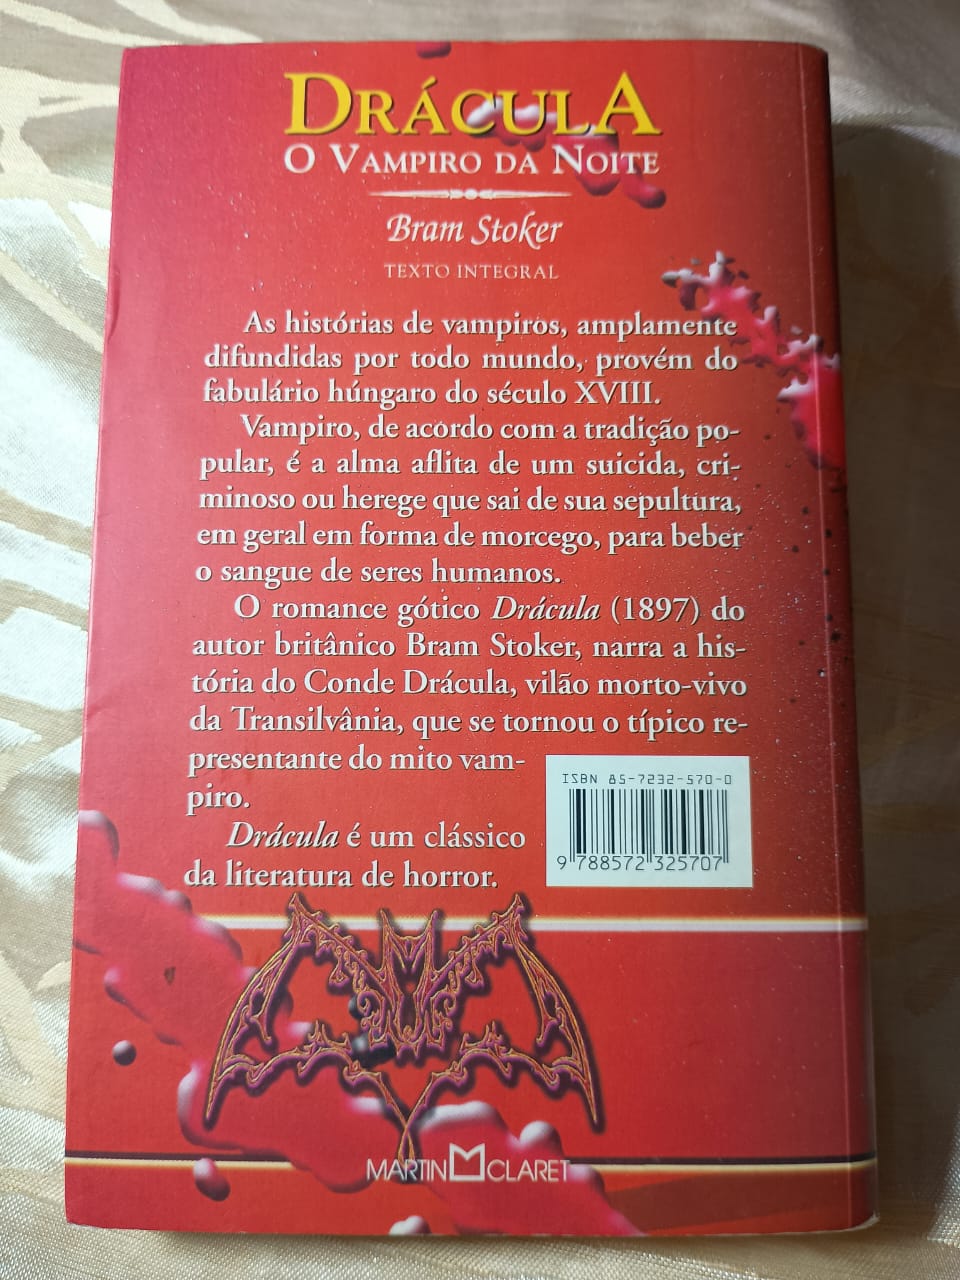 DRÁCULA
O VAMPIRO DA NOITE
Bram Stoker
TEXTO INTEGRAL
As histórias de vampiros, amplamente
difundidas por todo mundo, provém do
fabulário húngaro do século XVIII.
Vampiro, de acordo com a tradição po-
pular, é a alma aflita de um suicida, cri-
minoso ou herege que sai de sua sepultura,
em geral em forma de morcego, para beber
o sangue de seres humanos.
O romance gótico Drácula (1897) do
autor britânico Bram Stoker, narra a his-
tória do Conde Drácula, vilão morto-vivo
da Transilvânia, que se tornou o típico re-
presentante do mito vam-
piro.
Drácula é um clássico
da literatura de horror.
ISBN 85-7232-570-0
9 788572 325707
MARTIN CLARET